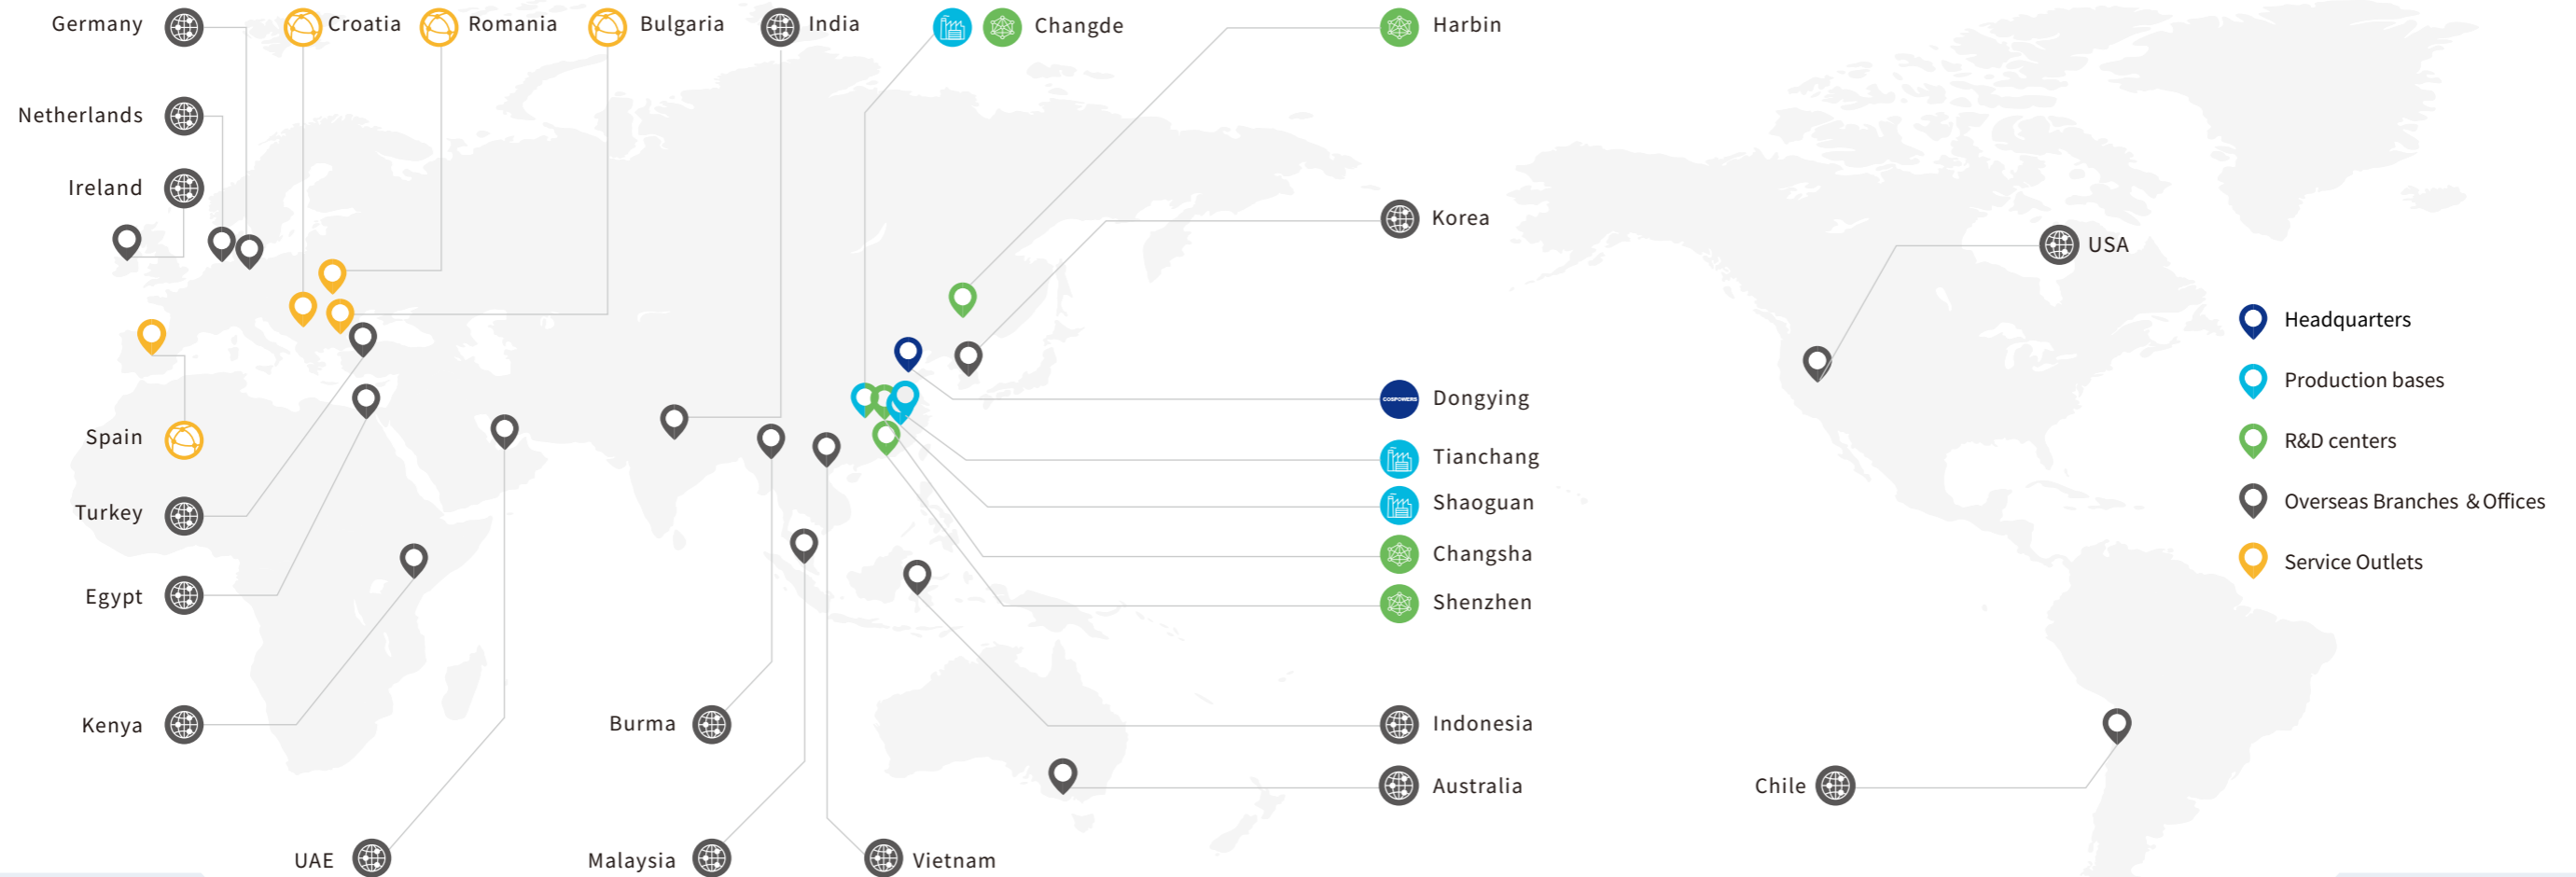 Germany
Croatia
Romania
Bulgaria
India
Changde
Harbin
Netherlands
Ireland
Korea
USA
Headquarters
Production bases
R&D centers
Overseas Branches & Offices
Service Outlets
COSPOWERS
Dongying
Tianchang
Shaoguan
Changsha
Shenzhen
Spain
Turkey
Egypt
Kenya
Burma
Indonesia
Australia
Chile
UAE
Malaysia
Vietnam